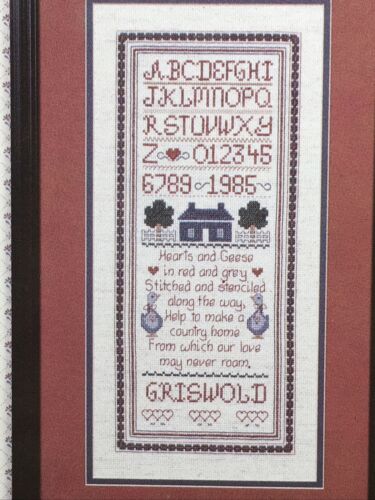 ABCDEFGHI
JKLMNOPQ
RSTUVWXY
Z 012345
6789 1985
Hearts and Geese
in red and grey
Stitched and stenciled
along the way,
Help to make a
country home
From which our love
may never roam.
GRISWOLD